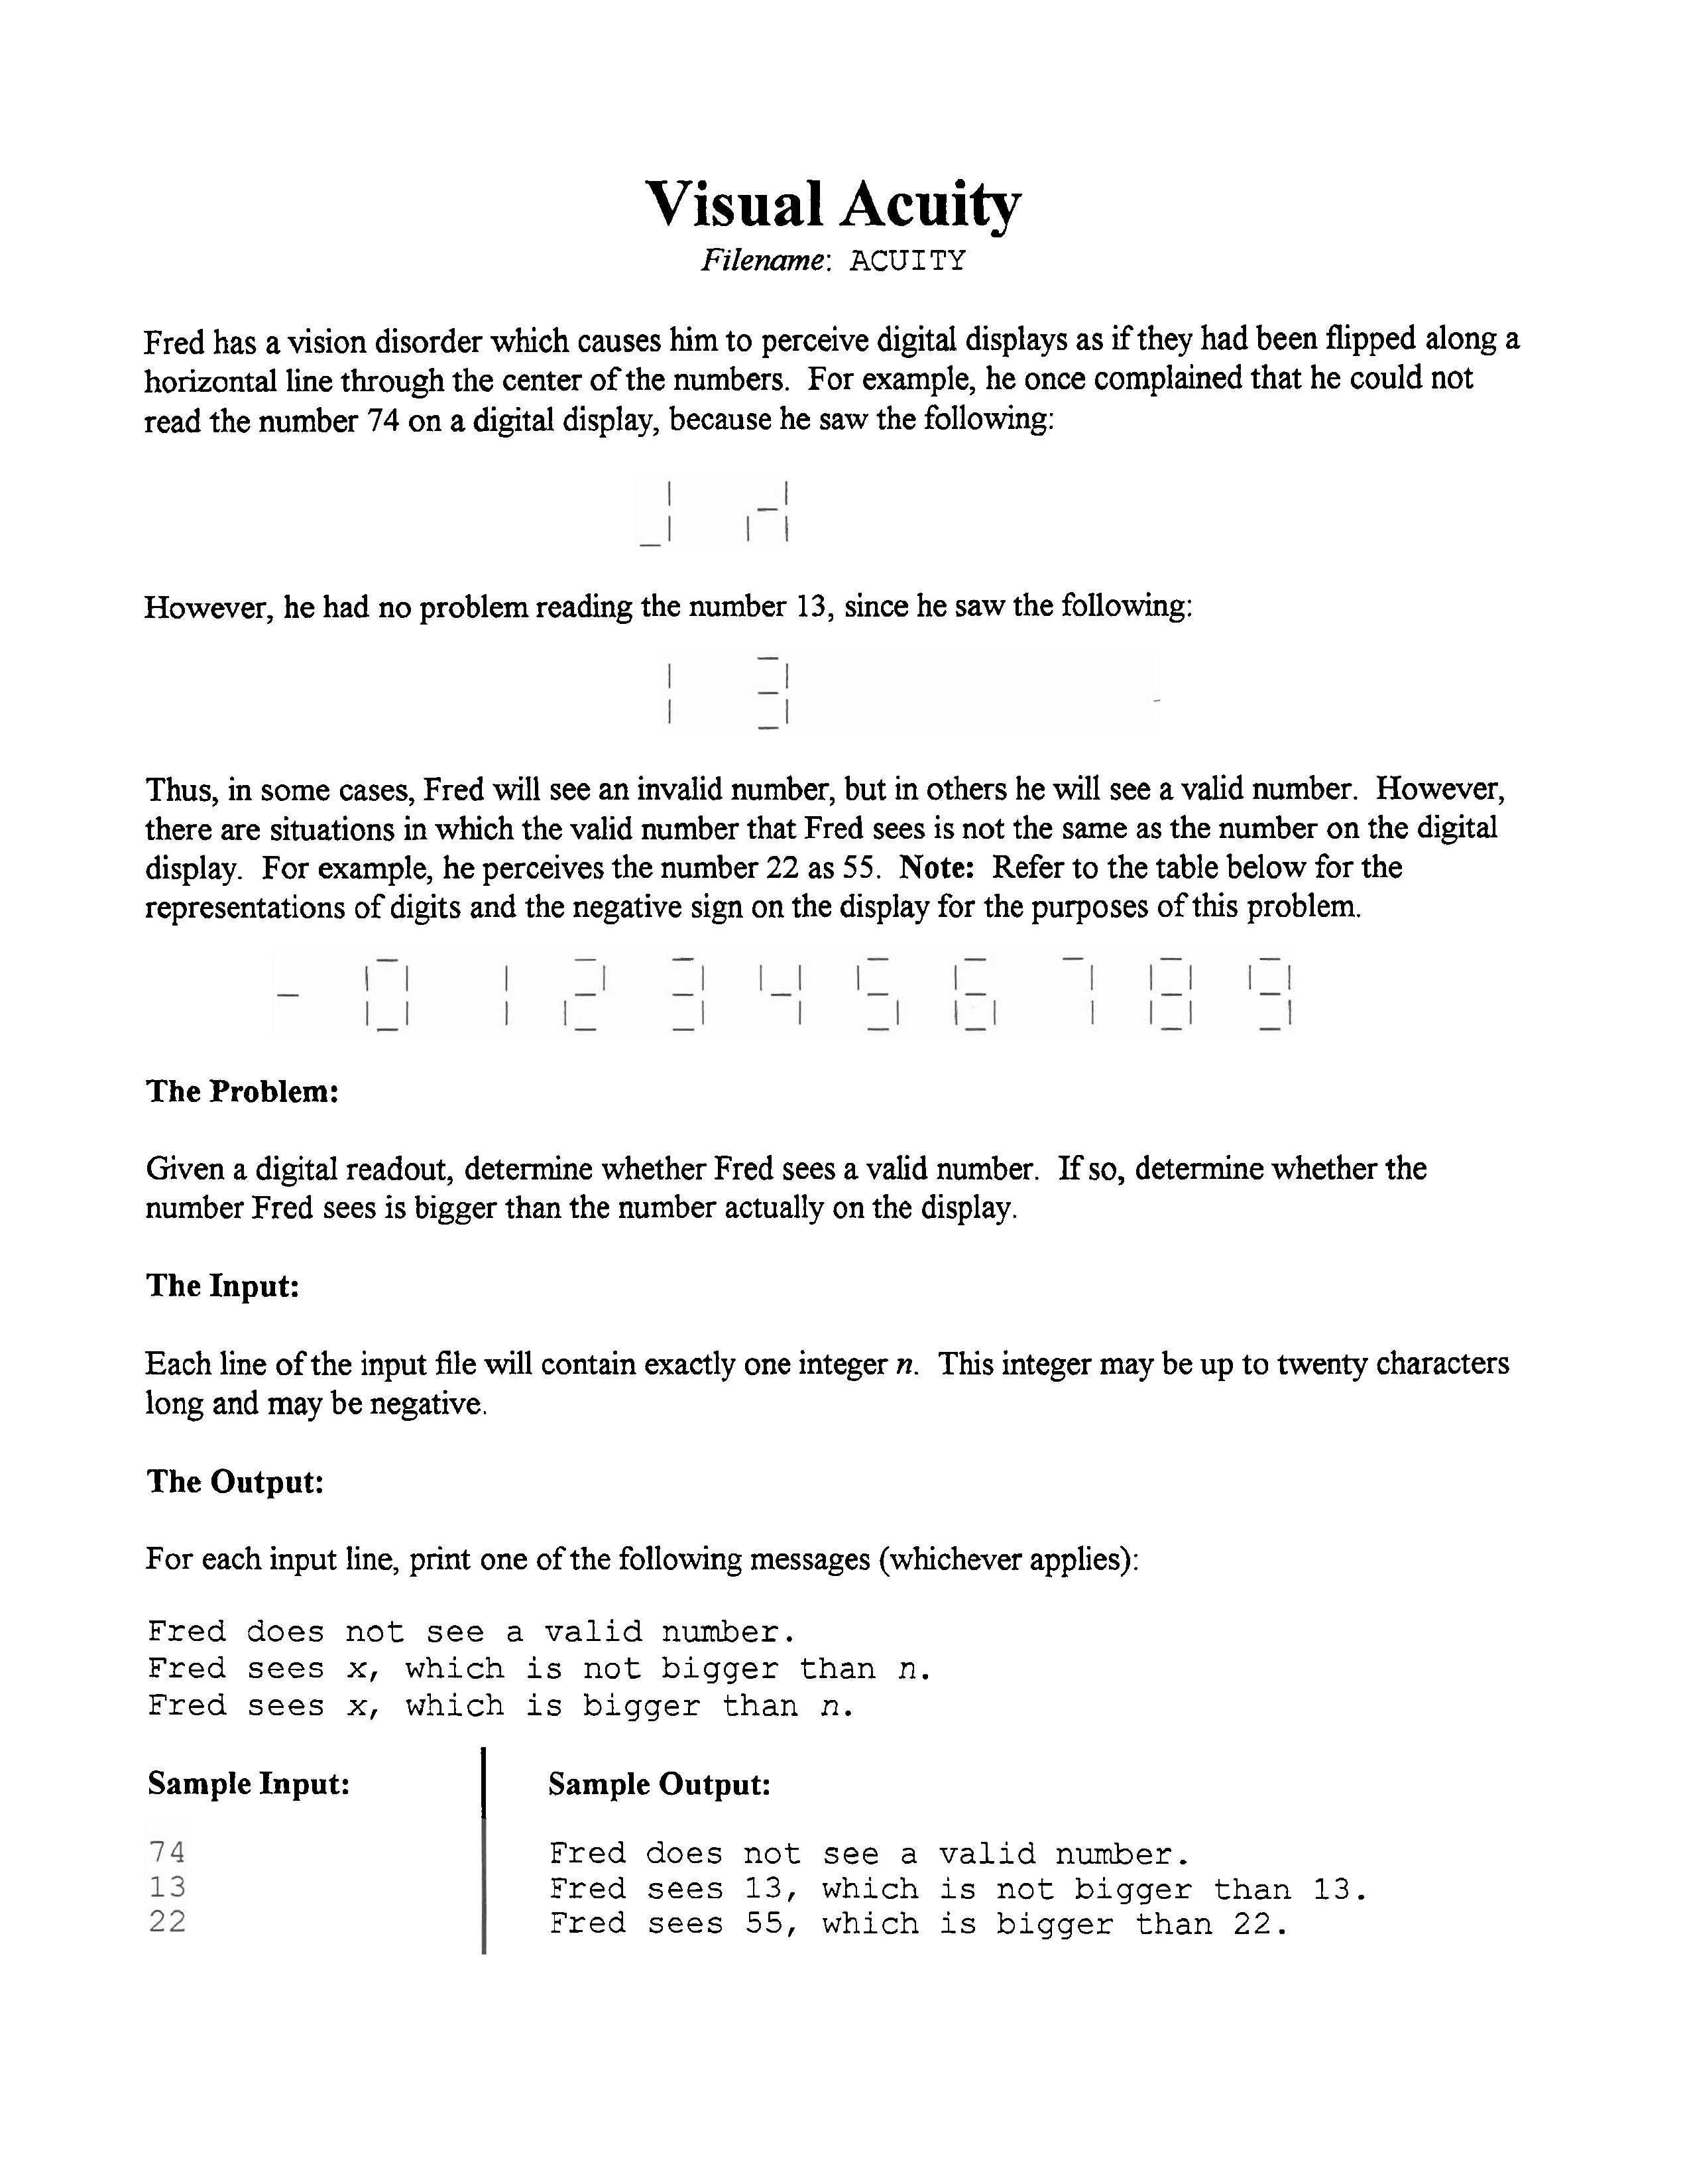 Visual Acuity
Filename: ACUITY
Fred has a vision disorder which causes him to perceive digital displays as if they had been flipped along a
horizontal line through the center of the numbers. For example, he once complained that he could not
read the number 74 on a digital display, because he saw the following:
However, he had no problem reading the number 13, since he saw the following:
13
Thus, in some cases, Fred will see an invalid number, but in others he will see a valid number. However,
there are situations in which the valid number that Fred sees is not the same as the number on the digital
display. For example, he perceives the number 22 as 55. Note: Refer to the table below for the
representations of digits and the negative sign on the display for the purposes of this problem.
- 0 1 2 3 4 5 6 7 8 9
The Problem:
Given a digital readout, determine whether Fred sees a valid number. If so, determine whether the
number Fred sees is bigger than the number actually on the display.
The Input:
Each line of the input file will contain exactly one integer n. This integer may be up to twenty characters
long and may be negative.
The Output:
For each input line, print one of the following messages (whichever applies):
Fred does not see a valid number.
Fred sees x, which is not bigger than n.
Fred sees x, which is bigger than n.
Sample Input:
74
13
22
Sample Output:
Fred does not see a valid number.
Fred sees 13, which is not bigger than 13.
Fred sees 55, which is bigger than 22.